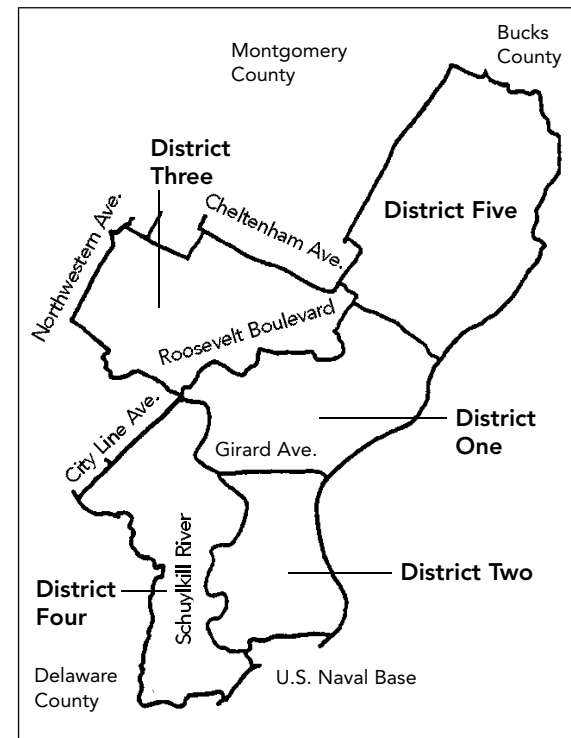 Bucks
County
Montgomery
County
District
Three
Northwestern Ave.
Cheltenham Ave.
District Five
Roosevelt Boulevard
City Line Ave.
Girard Ave.
District
One
Schuylkill River
District Two
District
Four
Delaware
County
U.S. Naval Base